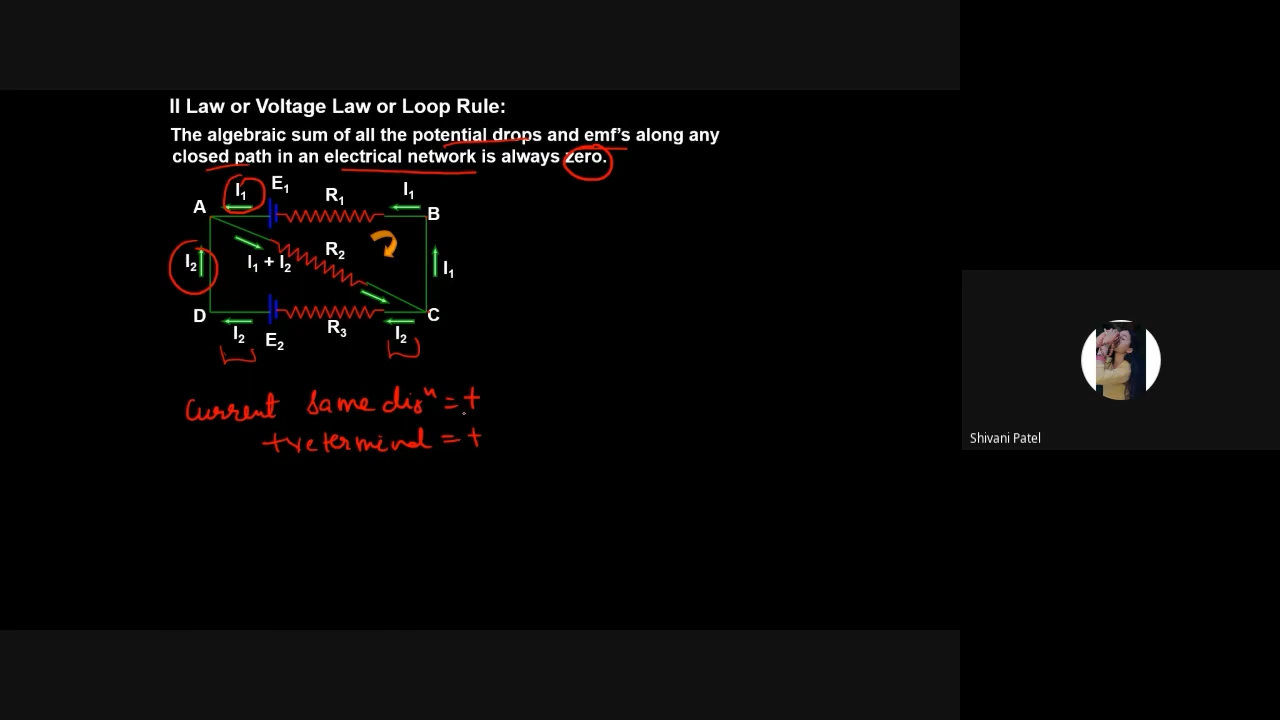 II Law or Voltage Law or Loop Rule:
The algebraic sum of all the potential drops and emf's along any
closed path in an electrical network is always zero.
I₁ E₁ R₁ I₁
A B
R₂
I₂ I₁ + I₂ I₁
D C
R₃
I₂ E₂ I₂
Current Same dirⁿ = +
+ve terminal = +
Shivani Patel